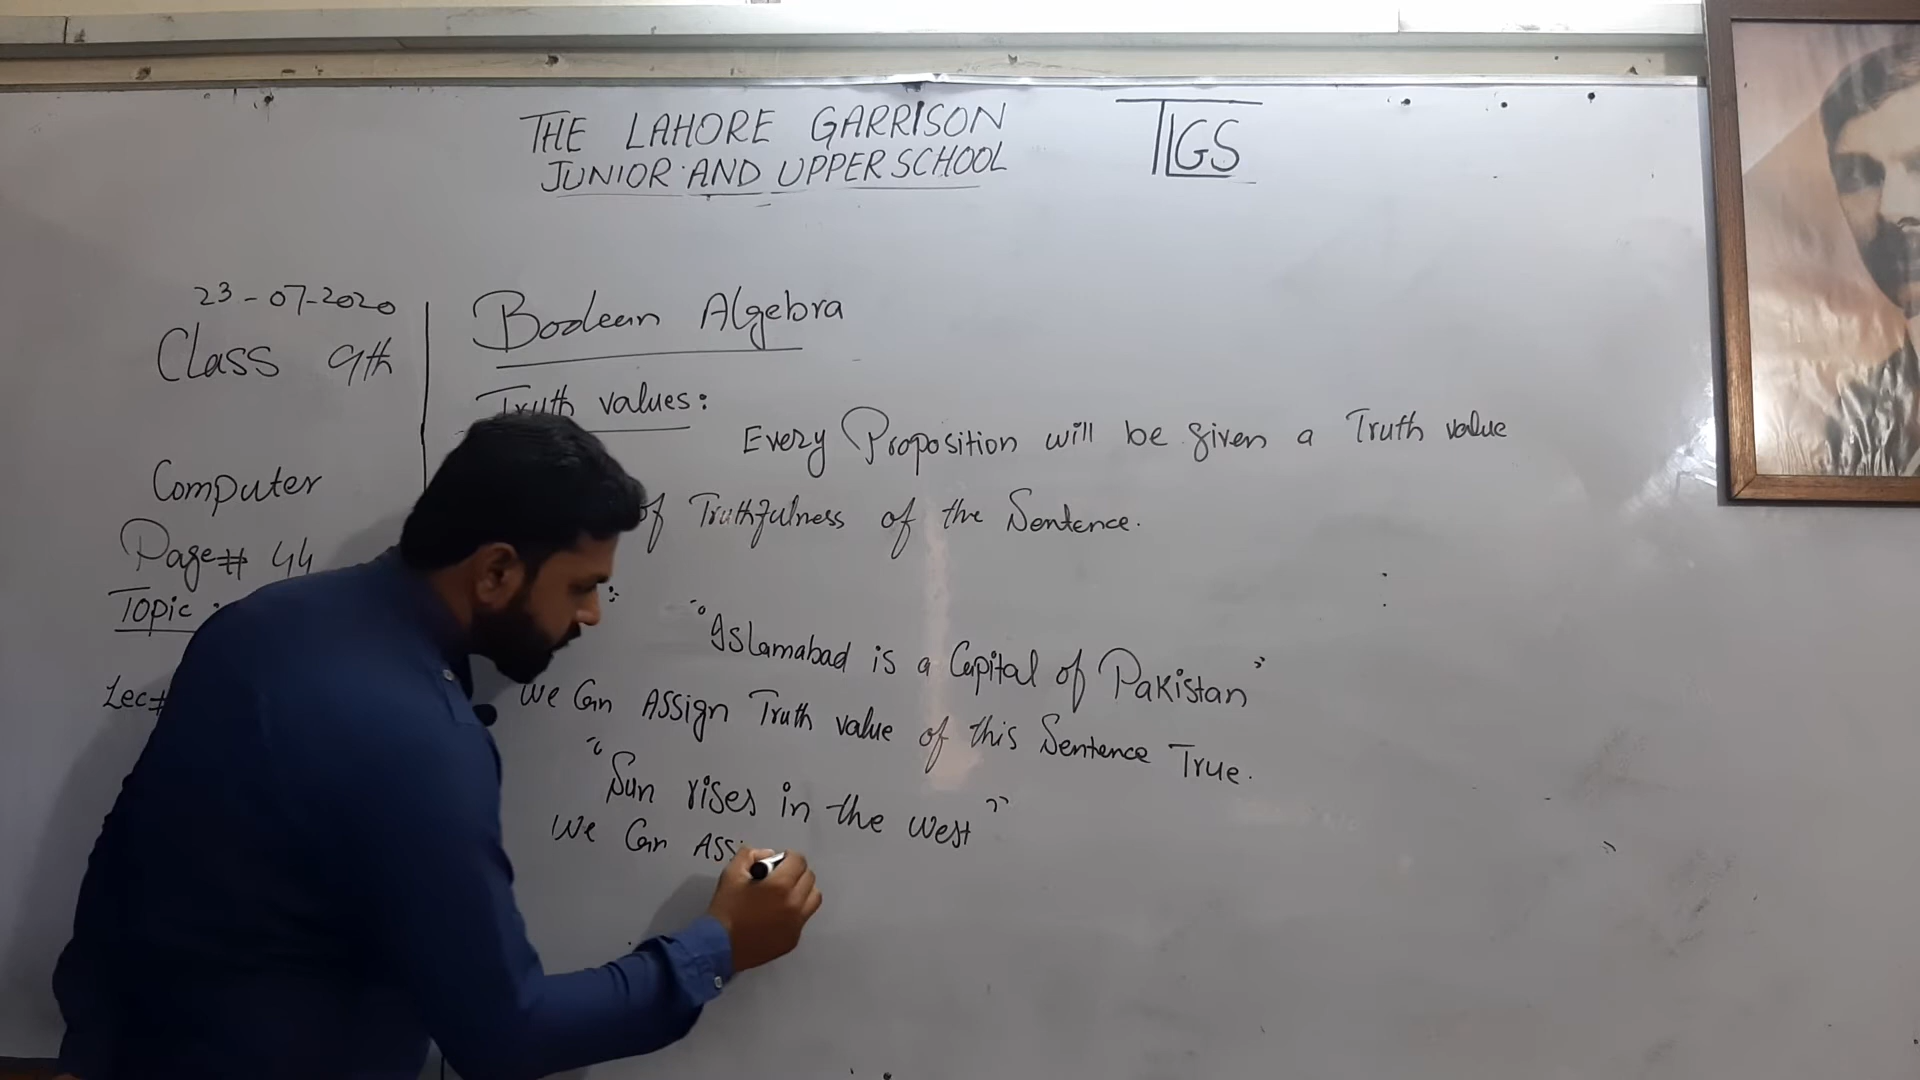 THE LAHORE GARRISON
JUNIOR AND UPPER SCHOOL
TLGS
23-07-2020
Class 9th
Computer
Page# 44
Topic :
Lec#
Boolean Algebra
Truth values:
Every Proposition will be given a Truth value
of Truthfulness of the Sentence.
"Islamabad is a Capital of Pakistan"
We Can Assign Truth value of this Sentence True.
"Sun rises in the west"
We Can Assi